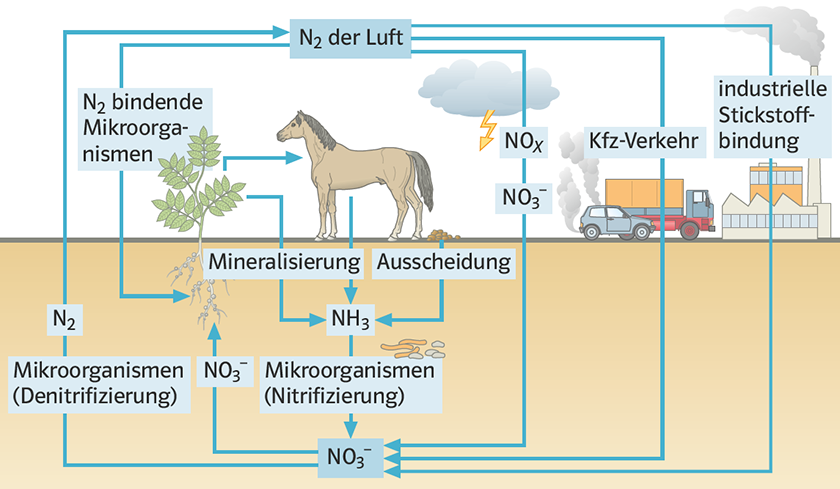 N₂ der Luft
N₂ bindende
Mikroorga-
nismen
NOX
NO₃⁻
Kfz-Verkehr
industrielle
Stickstoff-
bindung
Mineralisierung
Ausscheidung
N₂
NH₃
Mikroorganismen
(Denitrifizierung)
NO₃⁻
Mikroorganismen
(Nitrifizierung)
NO₃⁻